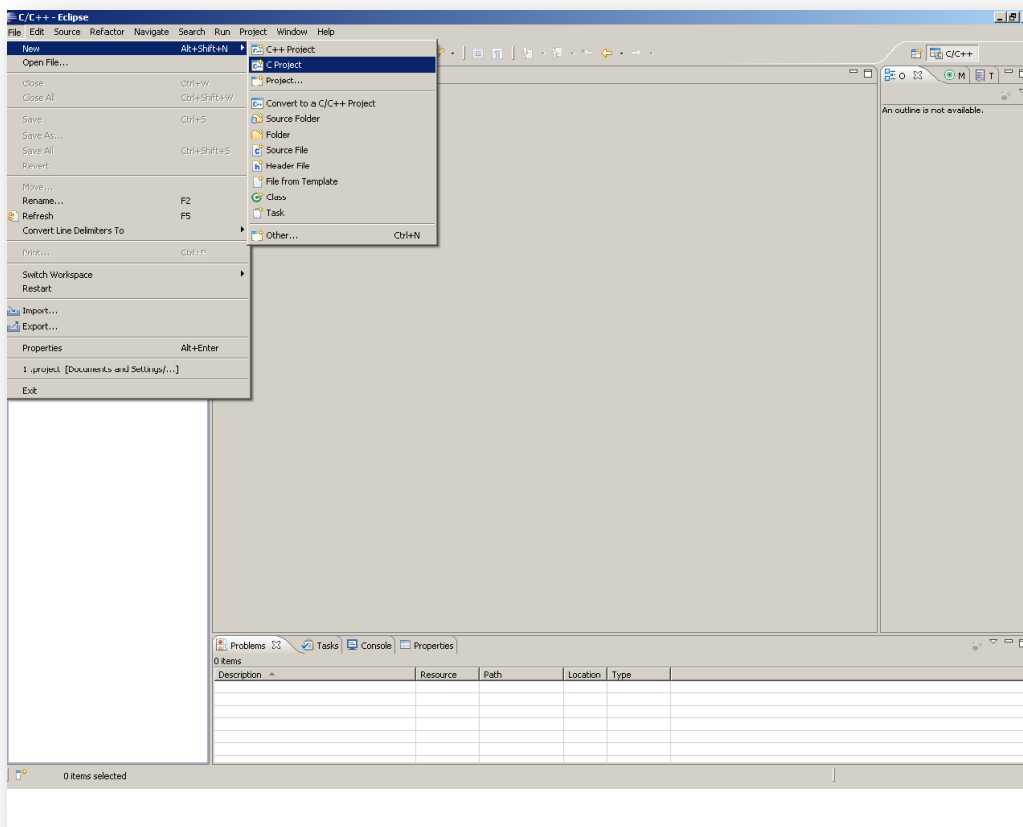 C/C++ - Eclipse
File Edit Source Refactor Navigate Search Run Project Window Help
New Alt+Shift+N
Open File...
Close Ctrl+W
Close All Ctrl+Shift+W
Save Ctrl+S
Save As...
Save All Ctrl+Shift+S
Revert
Move...
Rename... F2
Refresh F5
Convert Line Delimiters To
Print... Ctrl+P
Switch Workspace
Restart
Import...
Export...
Properties Alt+Enter
1 .project [Documents and Settings/...]
Exit
C++ Project
C Project
Project...
Convert to a C/C++ Project
Source Folder
Folder
Source File
Header File
File from Template
Class
Task
Other... Ctrl+N
C/C++
O M T
An outline is not available.
Problems Tasks Console Properties
0 items
Description Resource Path Location Type
0 items selected